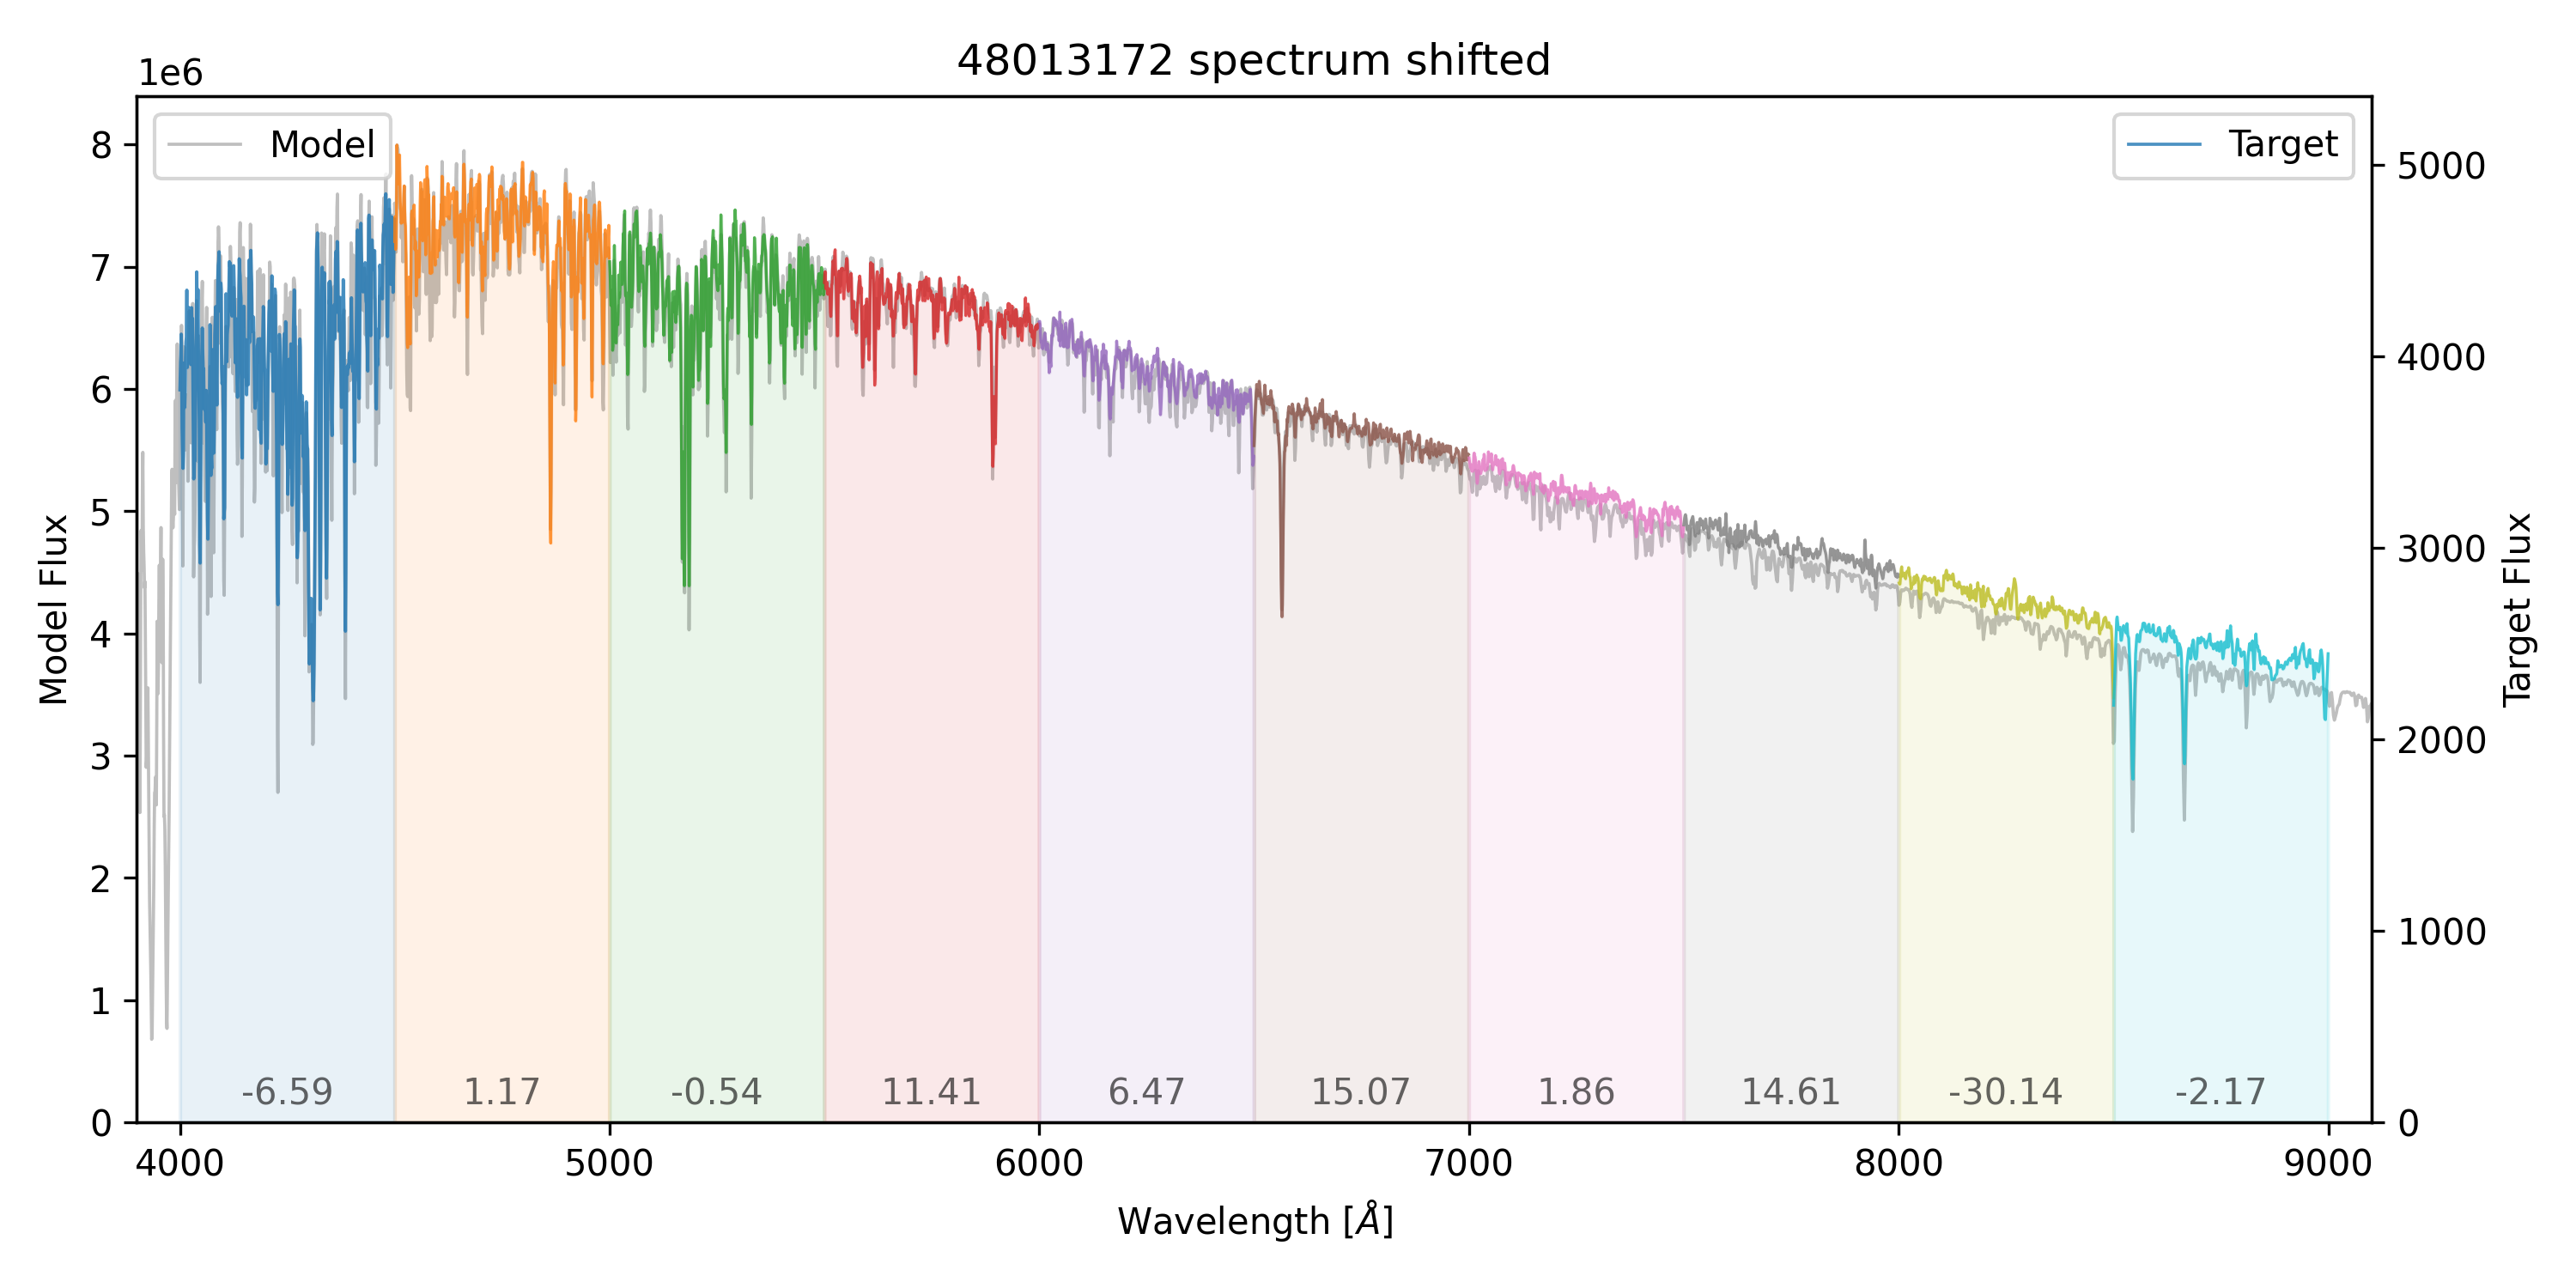 48013172 spectrum shifted
1e6
Model
Target
8
7
6
5
4
3
2
1
0
Model Flux
5000
4000
3000
2000
1000
0
Target Flux
-6.59 1.17 -0.54 11.41 6.47 15.07 1.86 14.61 -30.14 -2.17
4000 5000 6000 7000 8000 9000
Wavelength [Å]